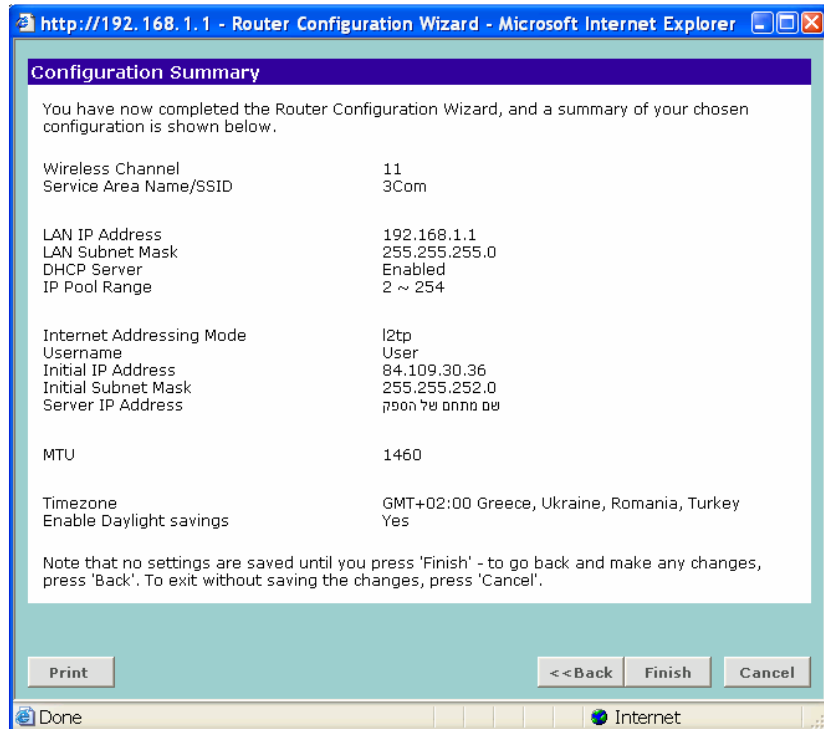 http://192.168.1.1 - Router Configuration Wizard - Microsoft Internet Explorer
Configuration Summary
You have now completed the Router Configuration Wizard, and a summary of your chosen
configuration is shown below.
Wireless Channel 11
Service Area Name/SSID 3Com
LAN IP Address 192.168.1.1
LAN Subnet Mask 255.255.255.0
DHCP Server Enabled
IP Pool Range 2 ~ 254
Internet Addressing Mode l2tp
Username User
Initial IP Address 84.109.30.36
Initial Subnet Mask 255.255.252.0
Server IP Address שם מתחם של הספק
MTU 1460
Timezone GMT+02:00 Greece, Ukraine, Romania, Turkey
Enable Daylight savings Yes
Note that no settings are saved until you press 'Finish' - to go back and make any changes,
press 'Back'. To exit without saving the changes, press 'Cancel'.
Print <<Back Finish Cancel
Done Internet